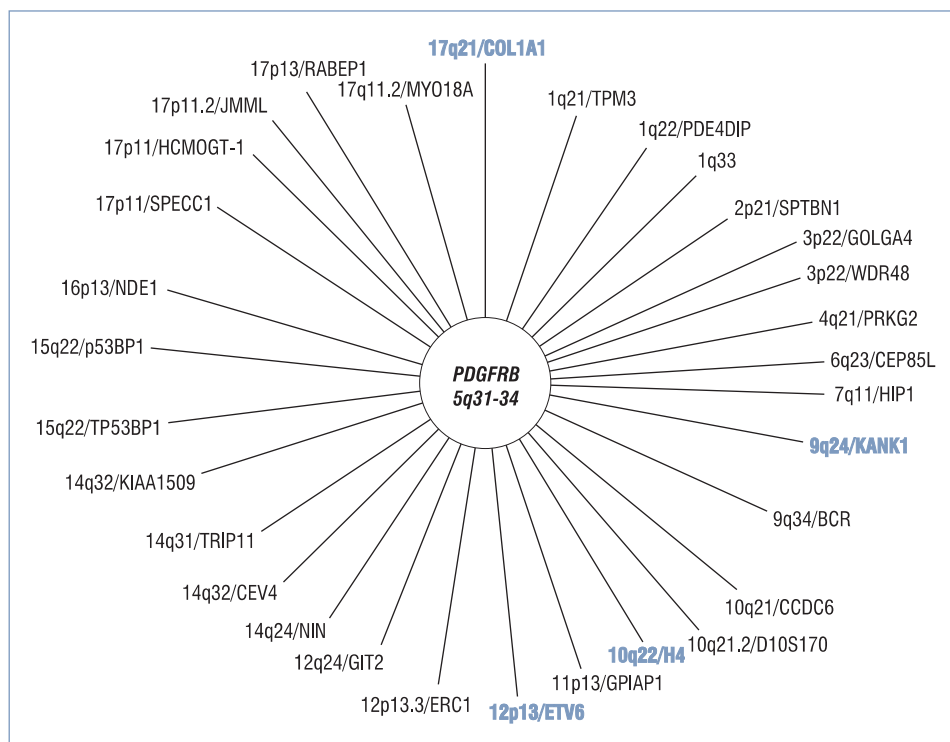 17q21/COL1A1
1q21/TPM3
1q22/PDE4DIP
1q33
2p21/SPTBN1
3p22/GOLGA4
3p22/WDR48
4q21/PRKG2
6q23/CEP85L
7q11/HIP1
9q24/KANK1
9q34/BCR
10q21/CCDC6
10q21.2/D10S170
10q22/H4
11p13/GPIAP1
12p13/ETV6
12p13.3/ERC1
12q24/GIT2
14q24/NIN
14q32/CEV4
14q31/TRIP11
14q32/KIAA1509
15q22/TP53BP1
15q22/p53BP1
16p13/NDE1
17p11/SPECC1
17p11/HCMOGT-1
17p11.2/JMML
17p13/RABEP1
17q11.2/MYO18A
PDGFRB
5q31-34